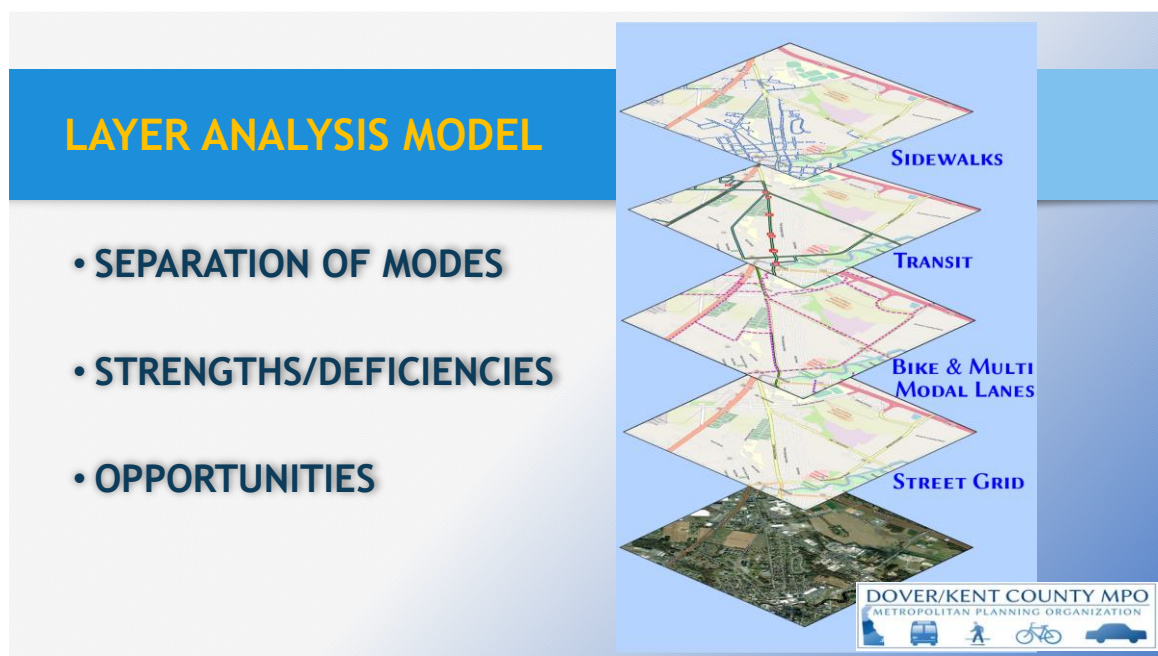 LAYER ANALYSIS MODEL
• SEPARATION OF MODES
• STRENGTHS/DEFICIENCIES
• OPPORTUNITIES
SIDEWALKS
TRANSIT
BIKE & MULTI
MODAL LANES
STREET GRID
DOVER/KENT COUNTY MPO
METROPOLITAN PLANNING ORGANIZATION